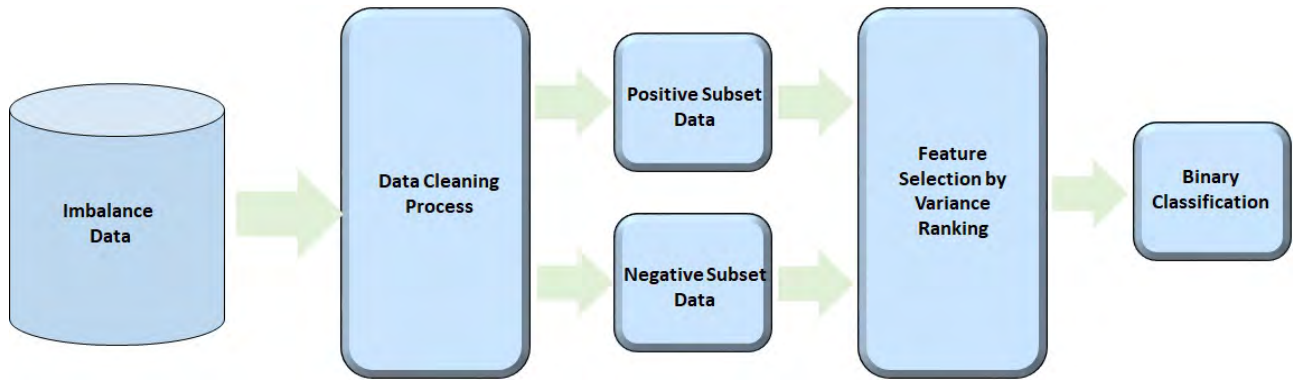 Imbalance
Data
Data Cleaning
Process
Positive Subset
Data
Negative Subset
Data
Feature
Selection by
Variance
Ranking
Binary
Classification